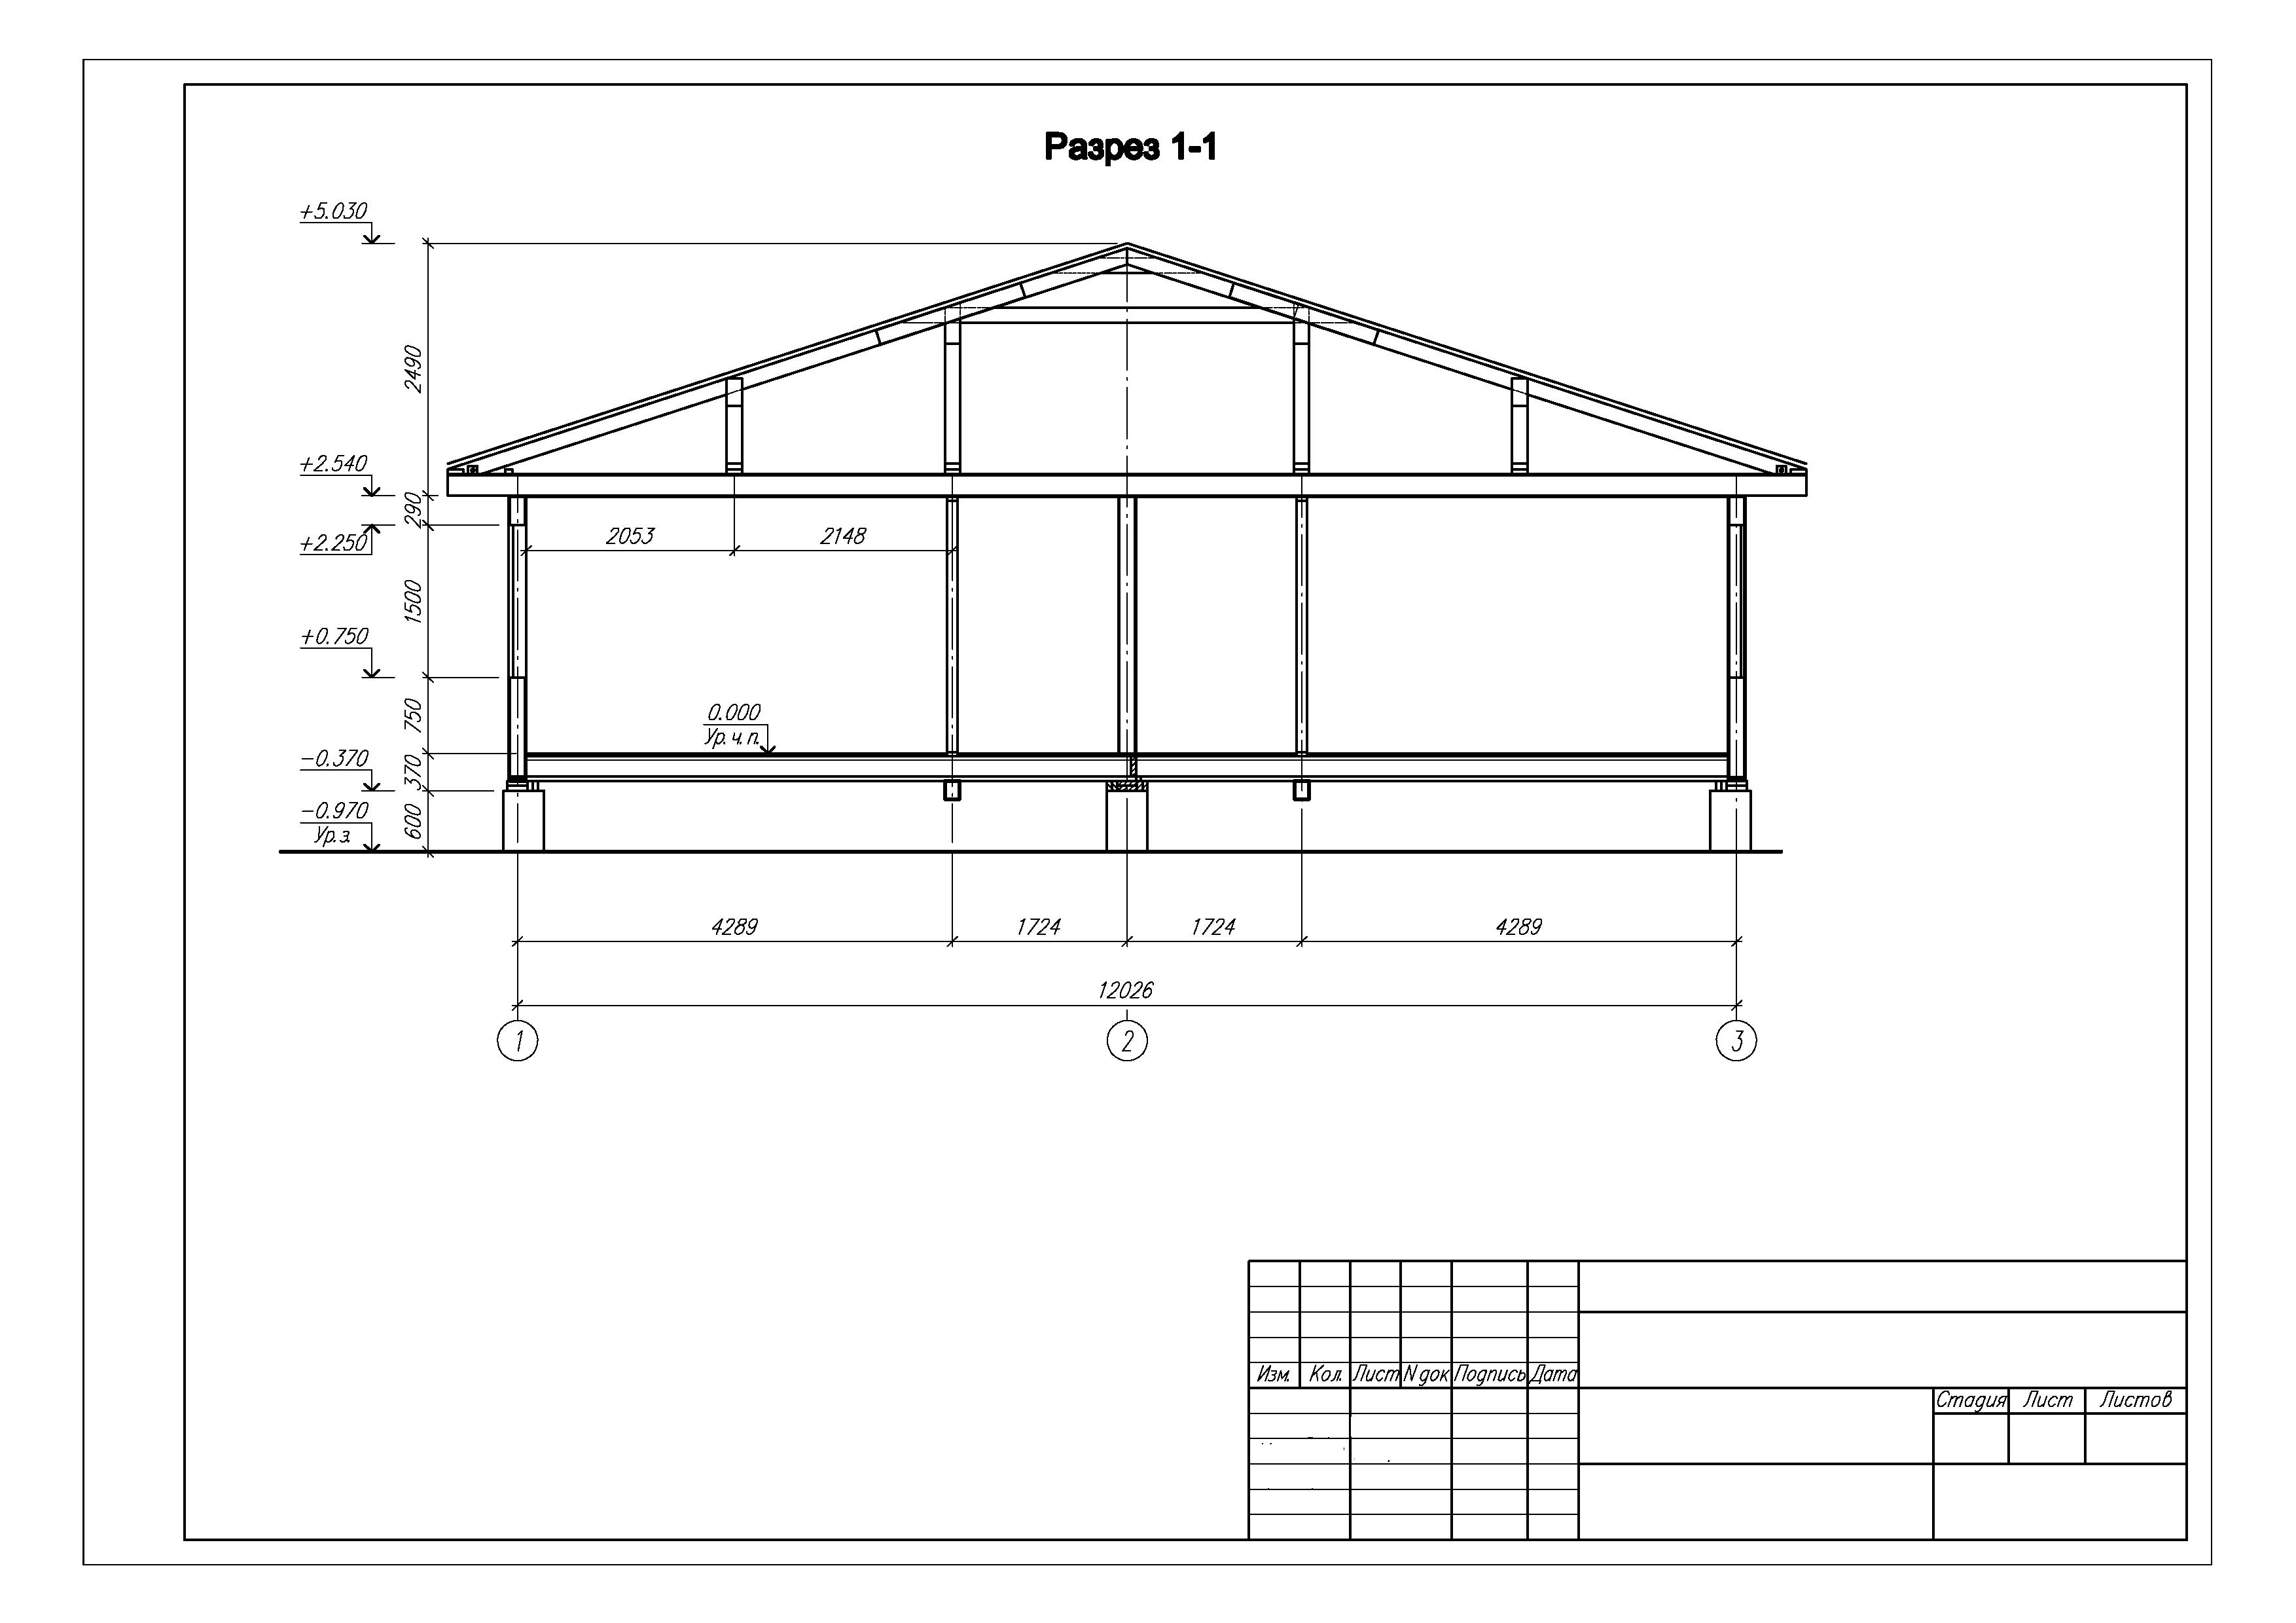 Разрез 1-1
+5.030
2490
+2.540
290
+2.250
2053
2148
1500
+0.750
750
0.000
Ур. ч. п.
-0.370
370
-0.970
Ур.з.
600
4289
1724
1724
4289
12026
1
2
3
Изм.
Кол.
Лист
N док
Подпись
Дата
Стадия
Лист
Листов